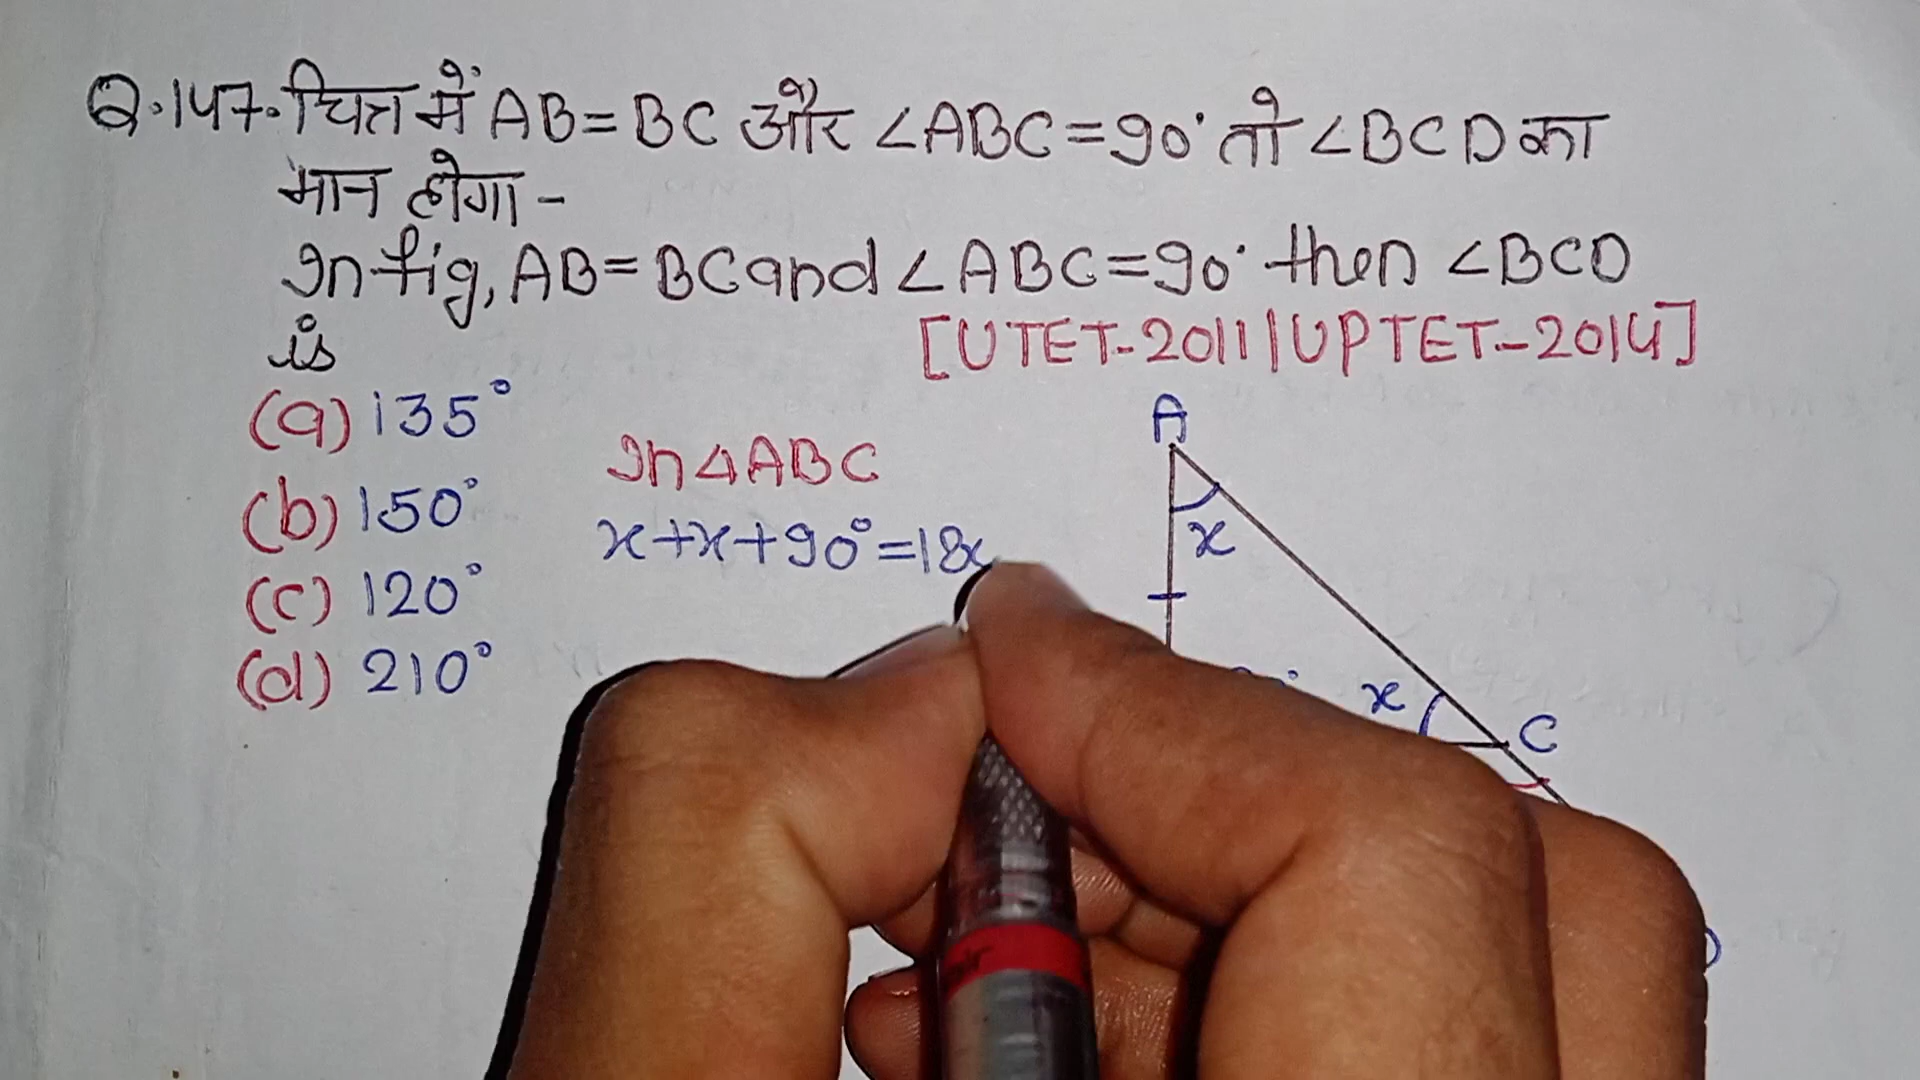 Q.147. चित्र में AB=BC और ∠ABC=90° तो ∠BCD का
मान होगा -
In fig, AB=BC and ∠ABC=90° then ∠BCD
is
[UTET-2011|UPTET-2014]
(a) 135°
(b) 150°
(c) 120°
(d) 210°
In △ABC
x+x+90°=18
A
x
x
C